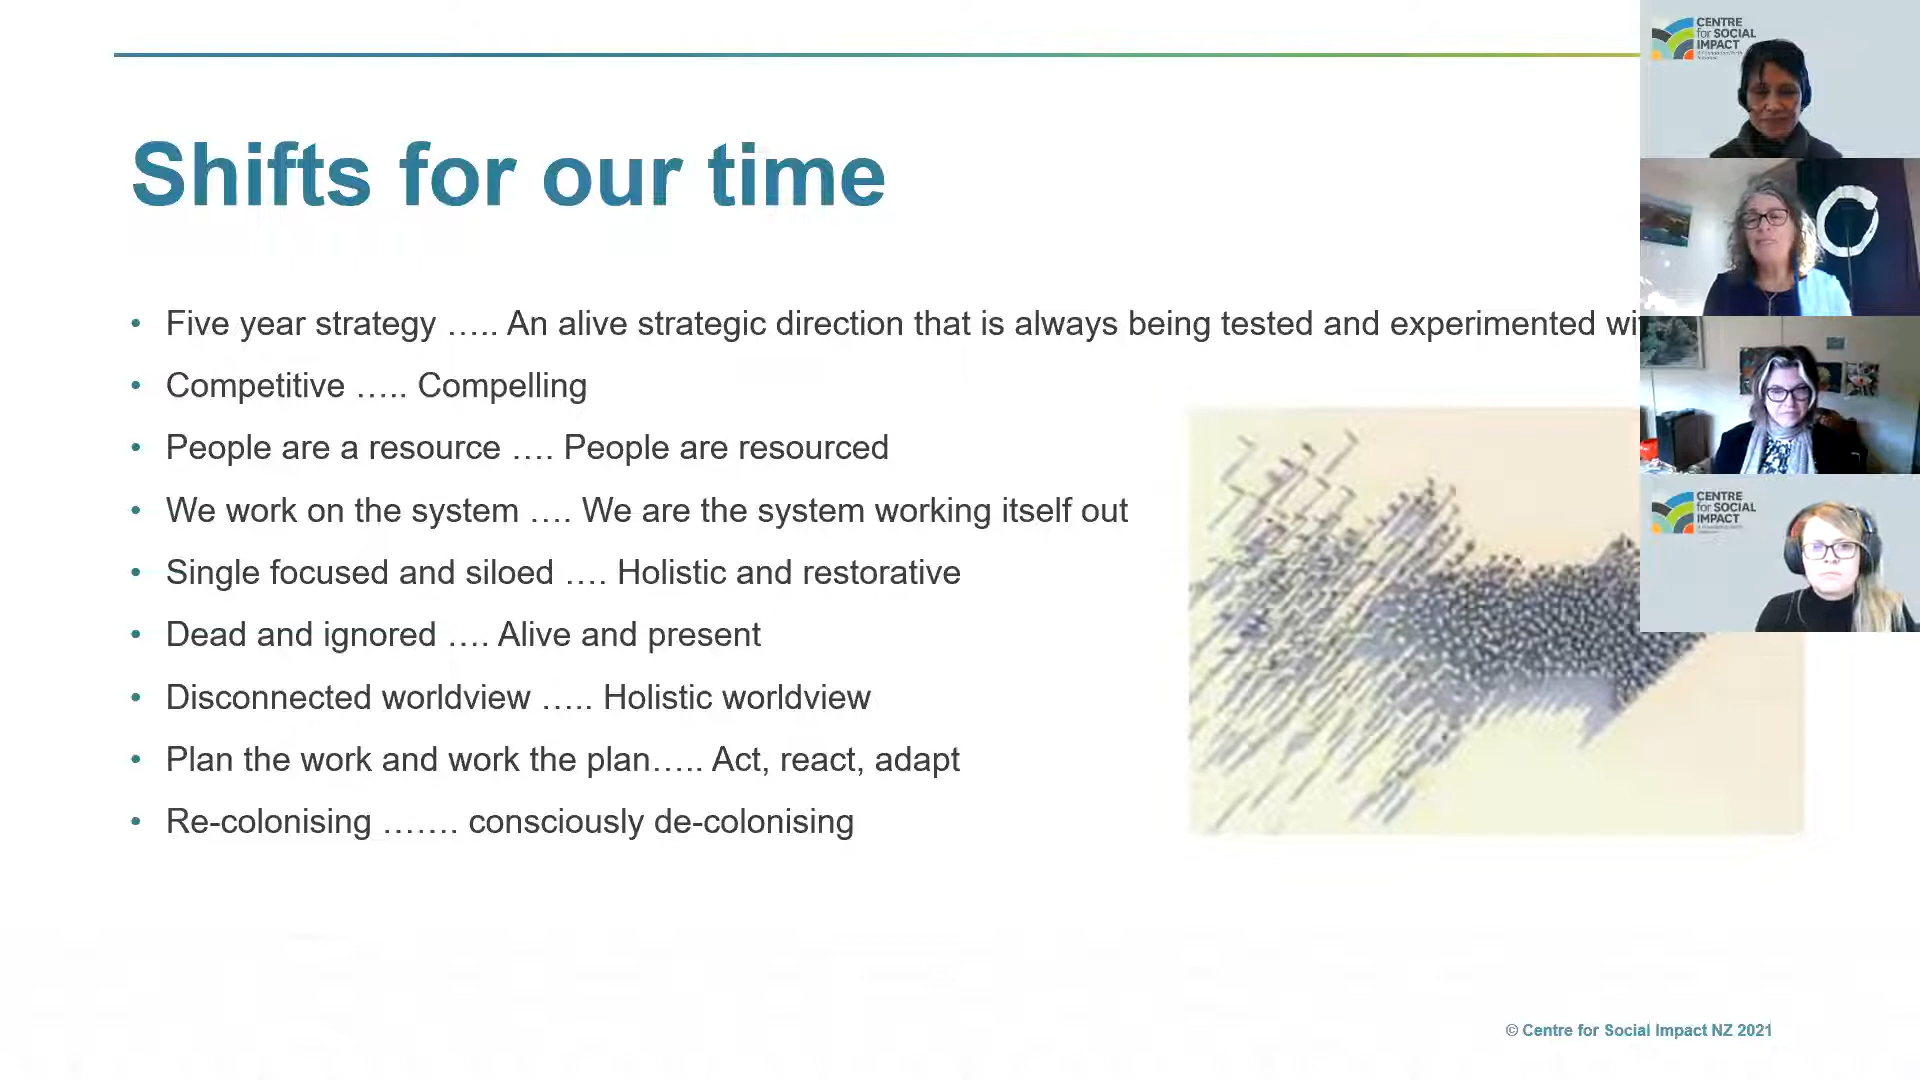 Shifts for our time
• Five year strategy ….. An alive strategic direction that is always being tested and experimented
• Competitive ….. Compelling
• People are a resource …. People are resourced
• We work on the system …. We are the system working itself out
• Single focused and siloed …. Holistic and restorative
• Dead and ignored …. Alive and present
• Disconnected worldview ….. Holistic worldview
• Plan the work and work the plan….. Act, react, adapt
• Re-colonising ……. consciously de-colonising
© Centre for Social Impact NZ 2021
CENTRE
for SOCIAL
IMPACT
CENTRE
for SOCIAL
IMPACT